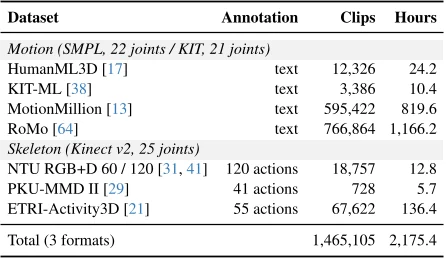 Dataset Annotation Clips Hours
Motion (SMPL, 22 joints / KIT, 21 joints)
HumanML3D [17] text 12,326 24.2
KIT-ML [38] text 3,386 10.4
MotionMillion [13] text 595,422 819.6
RoMo [64] text 766,864 1,166.2
Skeleton (Kinect v2, 25 joints)
NTU RGB+D 60 / 120 [31, 41] 120 actions 18,757 12.8
PKU-MMD II [29] 41 actions 728 5.7
ETRI-Activity3D [21] 55 actions 67,622 136.4
Total (3 formats) 1,465,105 2,175.4